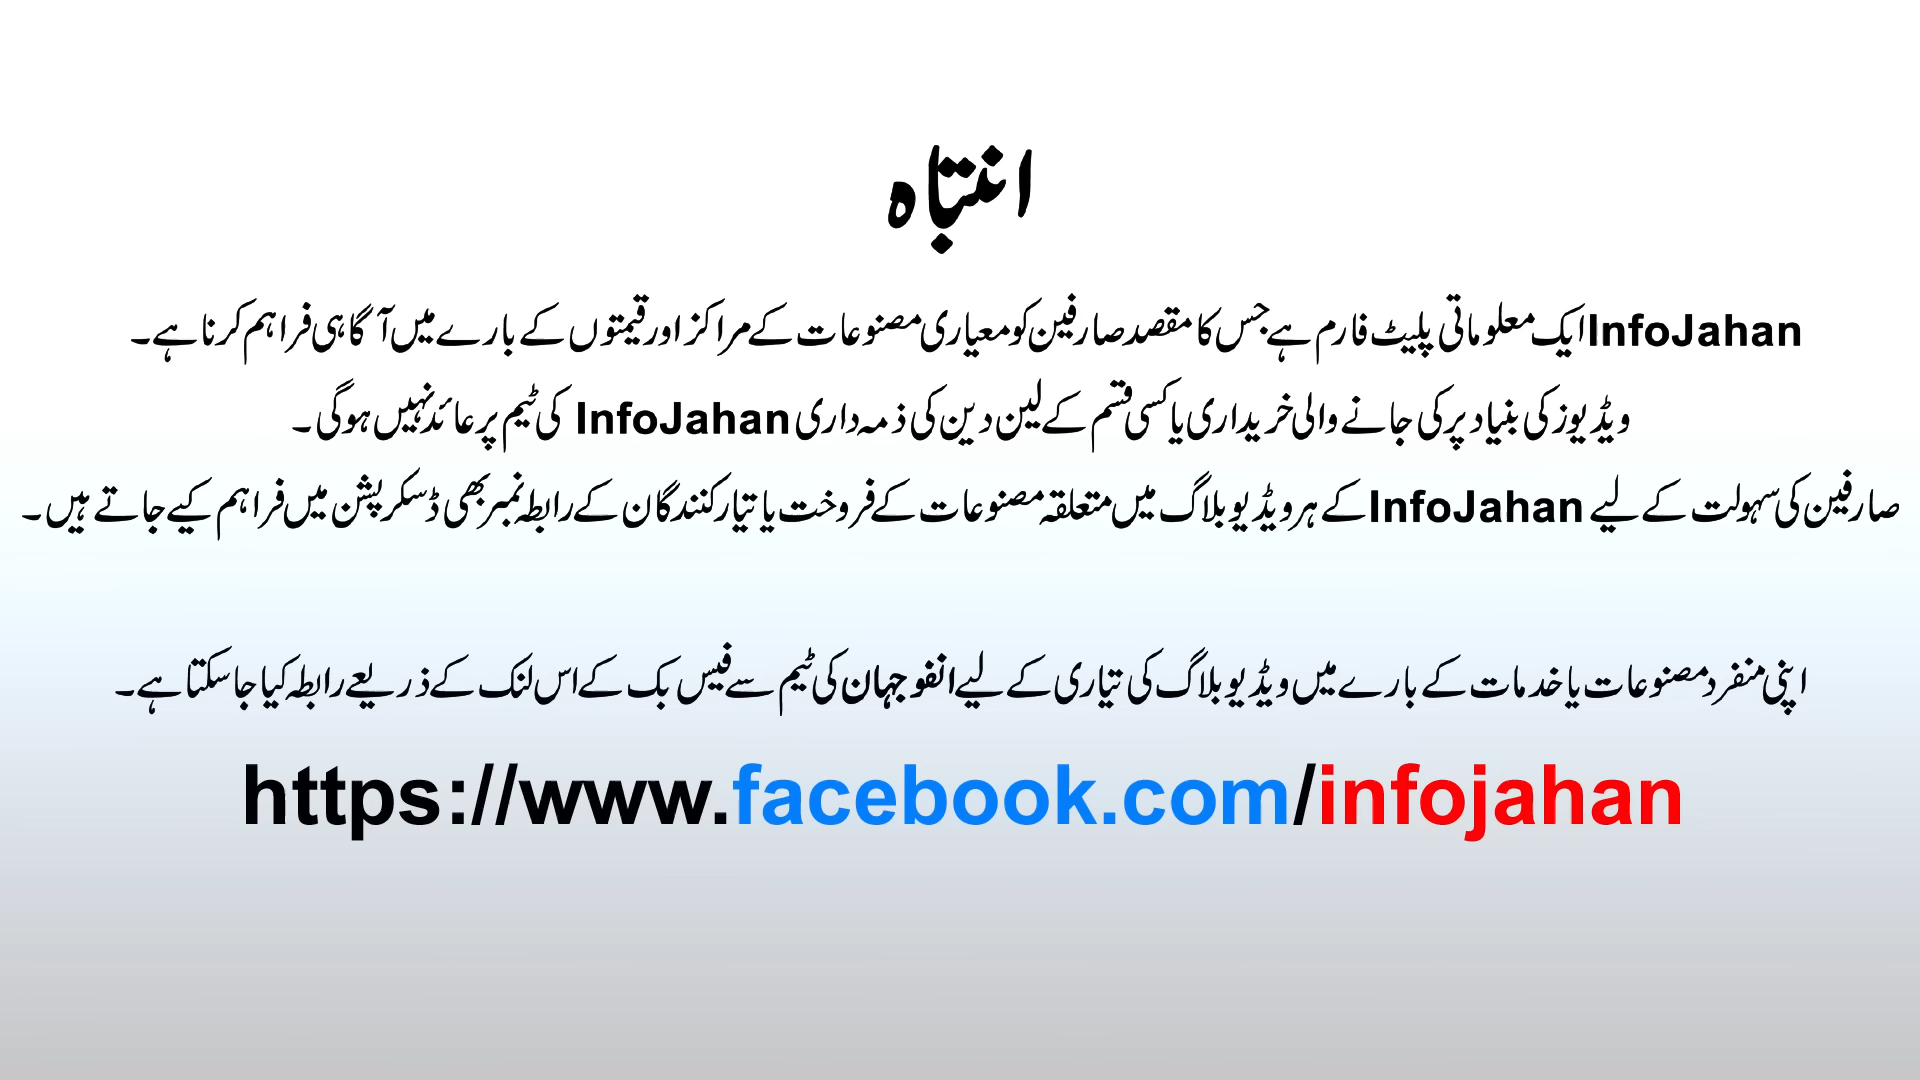 انتباہ
InfoJahan ایک معلوماتی پلیٹ فارم ہے جس کا مقصد صارفین کو معیاری مصنوعات کے مراکز اور قیمتوں کے بارے میں آگاہی فراہم کرنا ہے۔
ویڈیوز کی بنیاد پر کی جانے والی خریداری یا کسی قسم کے لین دین کی ذمہ داری InfoJahan کی ٹیم پر عائد نہیں ہوگی۔
صارفین کی سہولت کے لیے InfoJahan کے ہر ویڈیو بلاگ میں متعلقہ مصنوعات کے فروخت یا تیار کنندگان کے رابطہ نمبر بھی ڈسکرپشن میں فراہم کیے جاتے ہیں۔
اپنی منفرد مصنوعات یا خدمات کے بارے میں ویڈیو بلاگ کی تیاری کے لیے انفو جہان کی ٹیم سے فیس بک کے اس لنک کے ذریعے رابطہ کیا جا سکتا ہے۔
https://www.facebook.com/infojahan